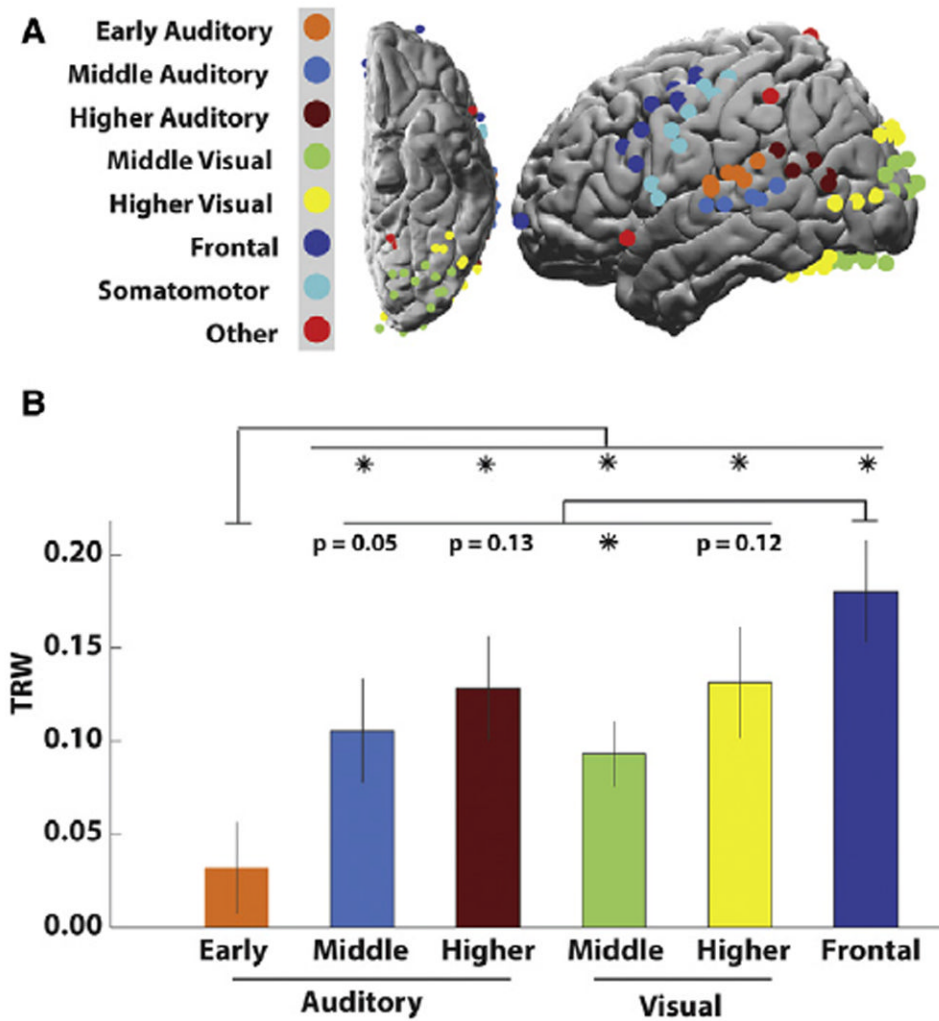 A
Early Auditory
Middle Auditory
Higher Auditory
Middle Visual
Higher Visual
Frontal
Somatomotor
Other
B
* * * * *
p = 0.05 p = 0.13 * p = 0.12
0.20
0.15
0.10
0.05
0.00
TRW
Early Middle Higher Middle Higher Frontal
Auditory Visual